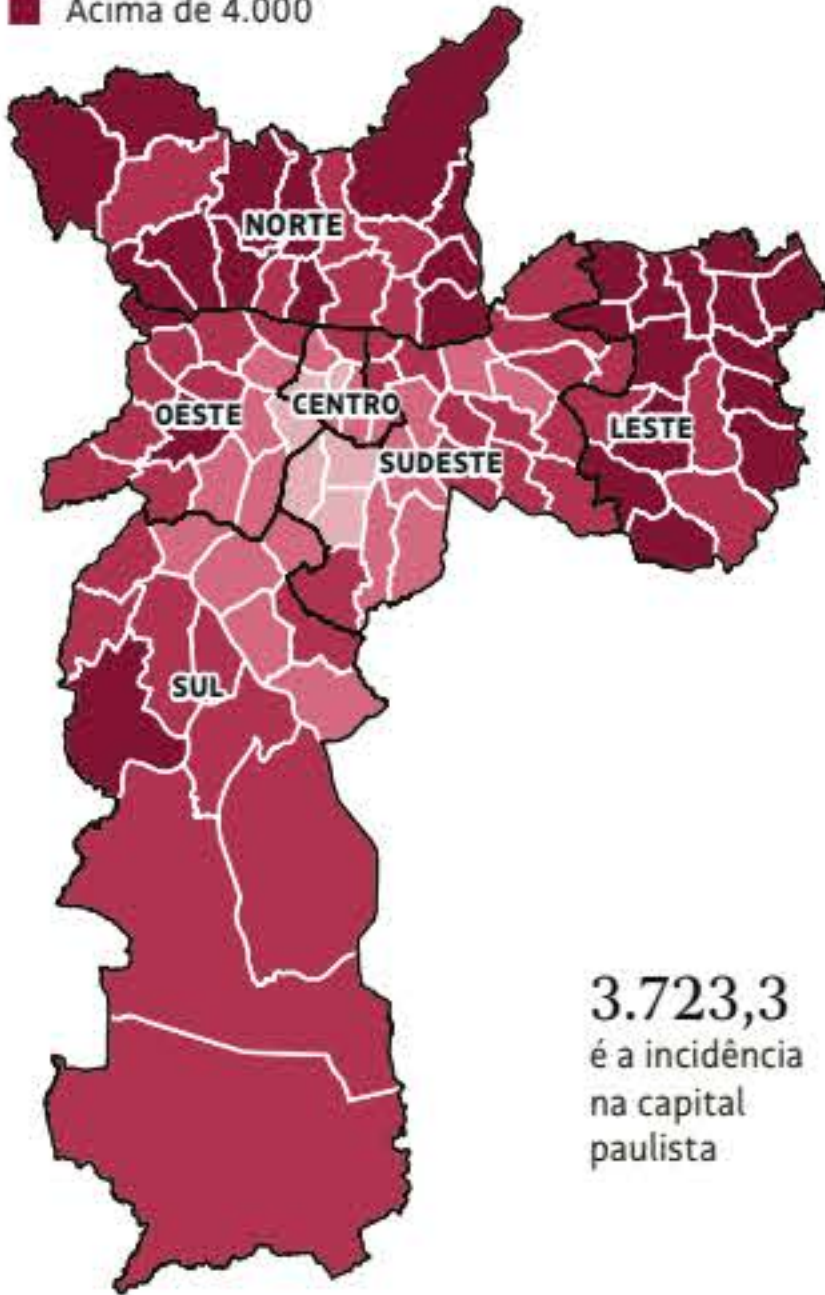 Acima de 4.000
NORTE
OESTE
CENTRO
LESTE
SUDESTE
SUL
3.723,3
é a incidência
na capital
paulista